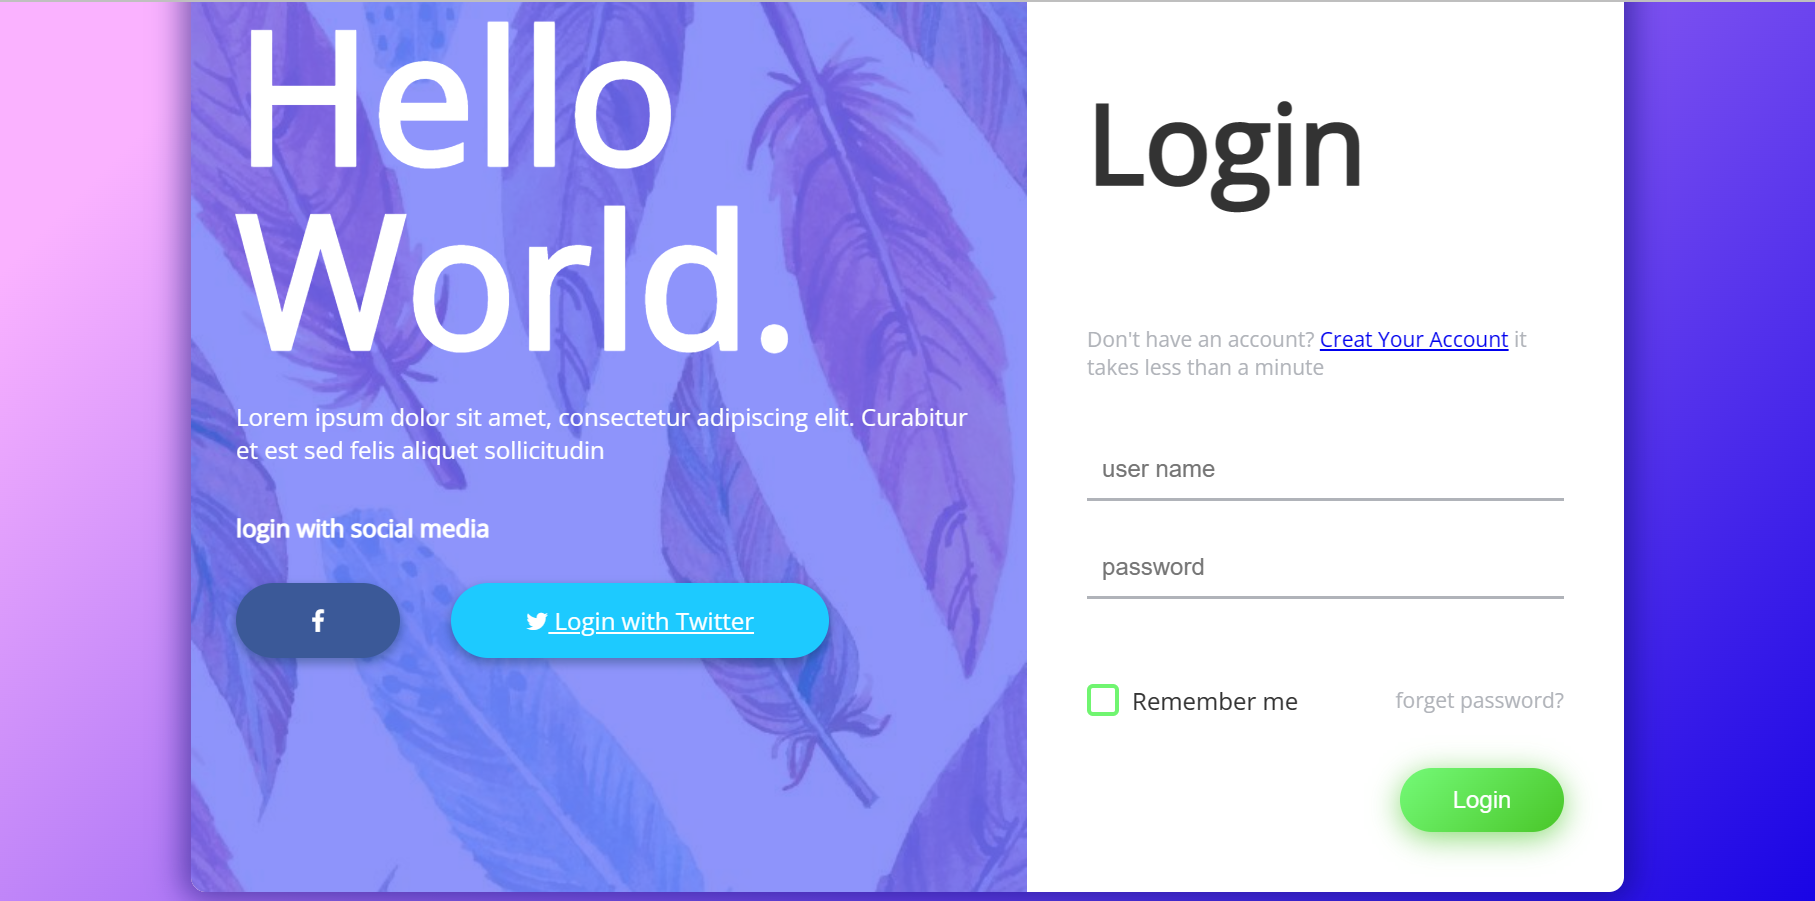 Hello
World.
Lorem ipsum dolor sit amet, consectetur adipiscing elit. Curabitur
et est sed felis aliquet sollicitudin
login with social media
Login with Twitter
Login
Don't have an account? Creat Your Account it
takes less than a minute
user name
password
Remember me
forget password?
Login